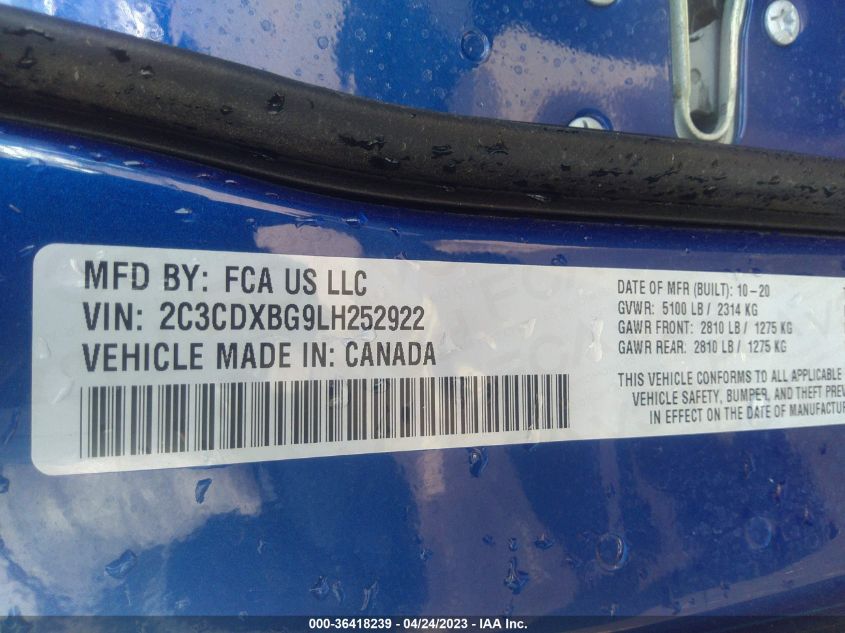 MFD BY: FCA US LLC
VIN: 2C3CDXBG9LH252922
VEHICLE MADE IN: CANADA
DATE OF MFR (BUILT): 10-20
GVWR: 5100 LB / 2314 KG
GAWR FRONT: 2810 LB / 1275 KG
GAWR REAR: 2810 LB / 1275 KG
THIS VEHICLE CONFORMS TO ALL APPLICABLE
VEHICLE SAFETY, BUMPER, AND THEFT PREV
IN EFFECT ON THE DATE OF MANUFACTUR
000-36418239 - 04/24/2023 - IAA Inc.